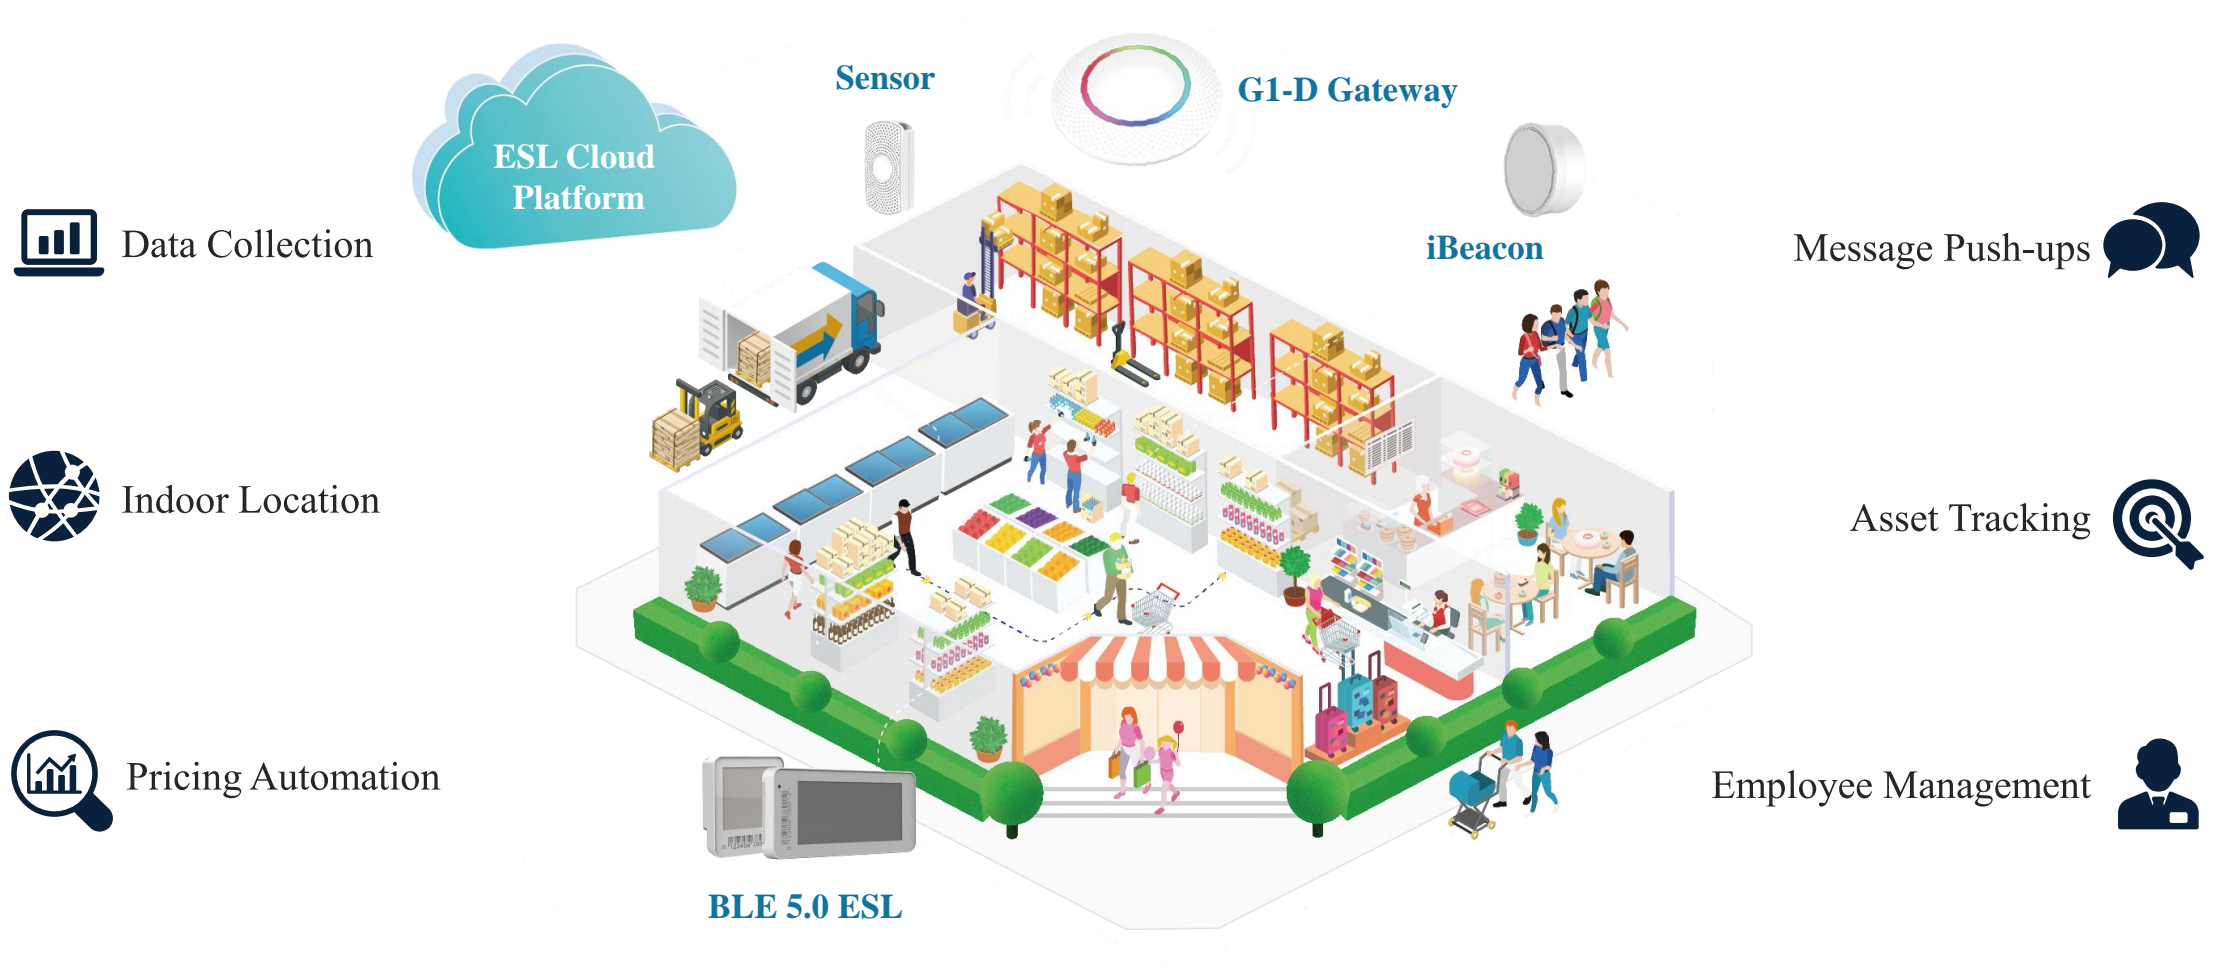 Sensor
G1-D Gateway
ESL Cloud
Platform
iBeacon
Data Collection
Message Push-ups
Indoor Location
Asset Tracking
Pricing Automation
Employee Management
BLE 5.0 ESL